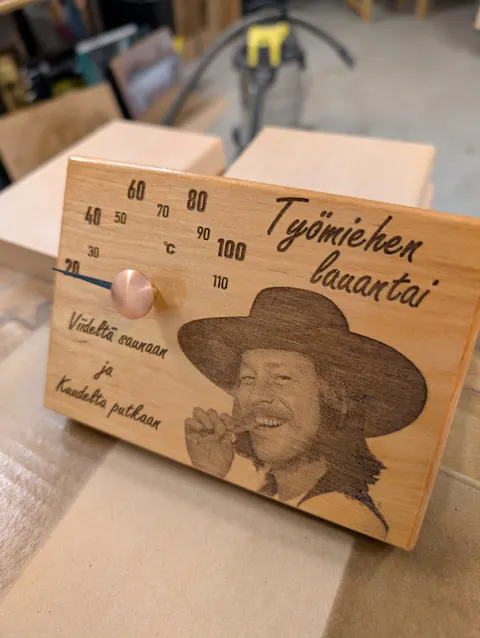 Työmiehen
lauantai
20
30
40
50
60
70
80
90
100
110
°C
Viideltä saunaan
ja
Kuudelta putkaan